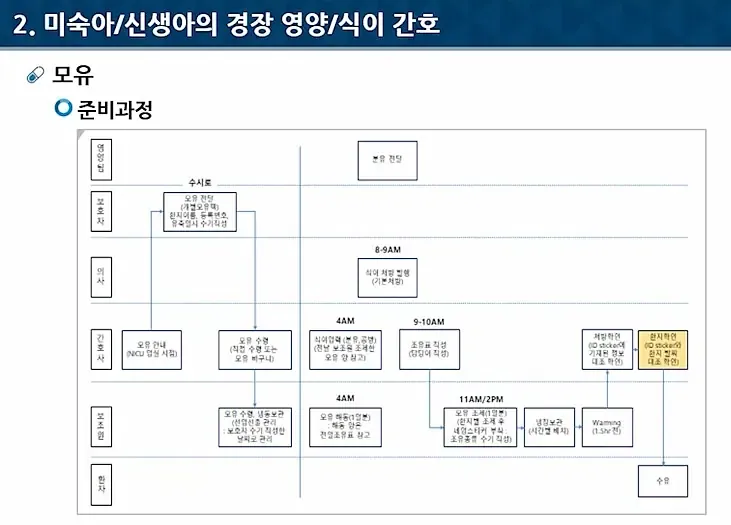 2. 미숙아/신생아의 경장 영양/식이 간호
모유
준비과정
영양팀
분유 전달
수시로
보호자
모유 전달
(개별모유팩)
환자이름, 등록번호,
유축일시 수기작성
8-9AM
의사
식이 처방 발행
(기본처방)
4AM
9-10AM
간호사
모유 안내
(NICU 입실 시점)
모유 수령
(직접 수령 또는
모유 바구니)
식이입력 (분유,공병)
(전날 보조원 조제한
모유 양 참고)
조유표 작성
(담당이 작성)
처방확인
(ID sticker에
기재된 정보
대조 확인)
환자확인
(ID sticker와
환자 팔찌
대조 확인)
4AM
11AM/2PM
보조원
모유 수령, 냉동보관
(선입선출 관리
: 보호자 수기 작성한
날짜로 관리
모유 해동(1일분)
: 해동 양은
전일조유표 참고
모유 조제(1일분)
(환자별 조제 후
네임스티커 부착 :
조유종류 수기 작성)
냉장보관
(시간별 배치)
Warming
(1.5hr 전)
환자
수유